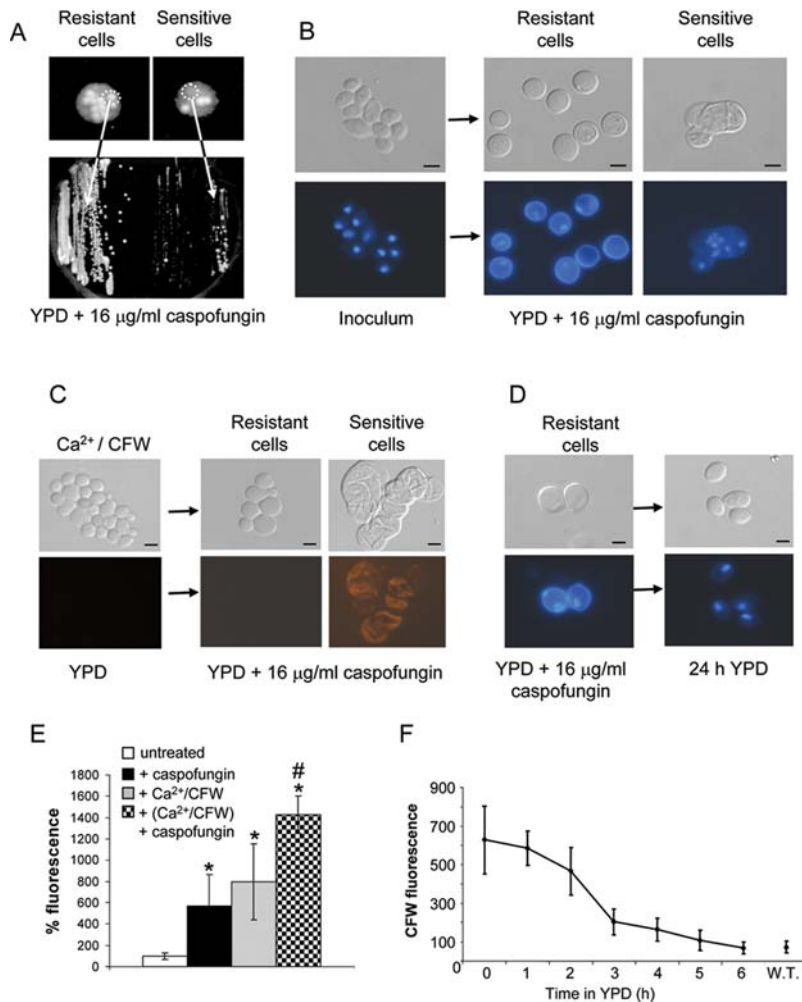 A
Resistant cells
Sensitive cells
YPD + 16 μg/ml caspofungin
B
Resistant cells
Sensitive cells
Inoculum
YPD + 16 μg/ml caspofungin
C
Ca²⁺ / CFW
Resistant cells
Sensitive cells
YPD
YPD + 16 μg/ml caspofungin
D
Resistant cells
YPD + 16 μg/ml
caspofungin
24 h YPD
E
untreated
+ caspofungin
+ Ca²⁺/CFW
+ (Ca²⁺/CFW)
+ caspofungin
% fluorescence
1800
1600
1400
1200
1000
800
600
400
200
0
*
*
#
*
F
CFW fluorescence
900
700
500
300
100
0
0 1 2 3 4 5 6 W.T.
Time in YPD (h)